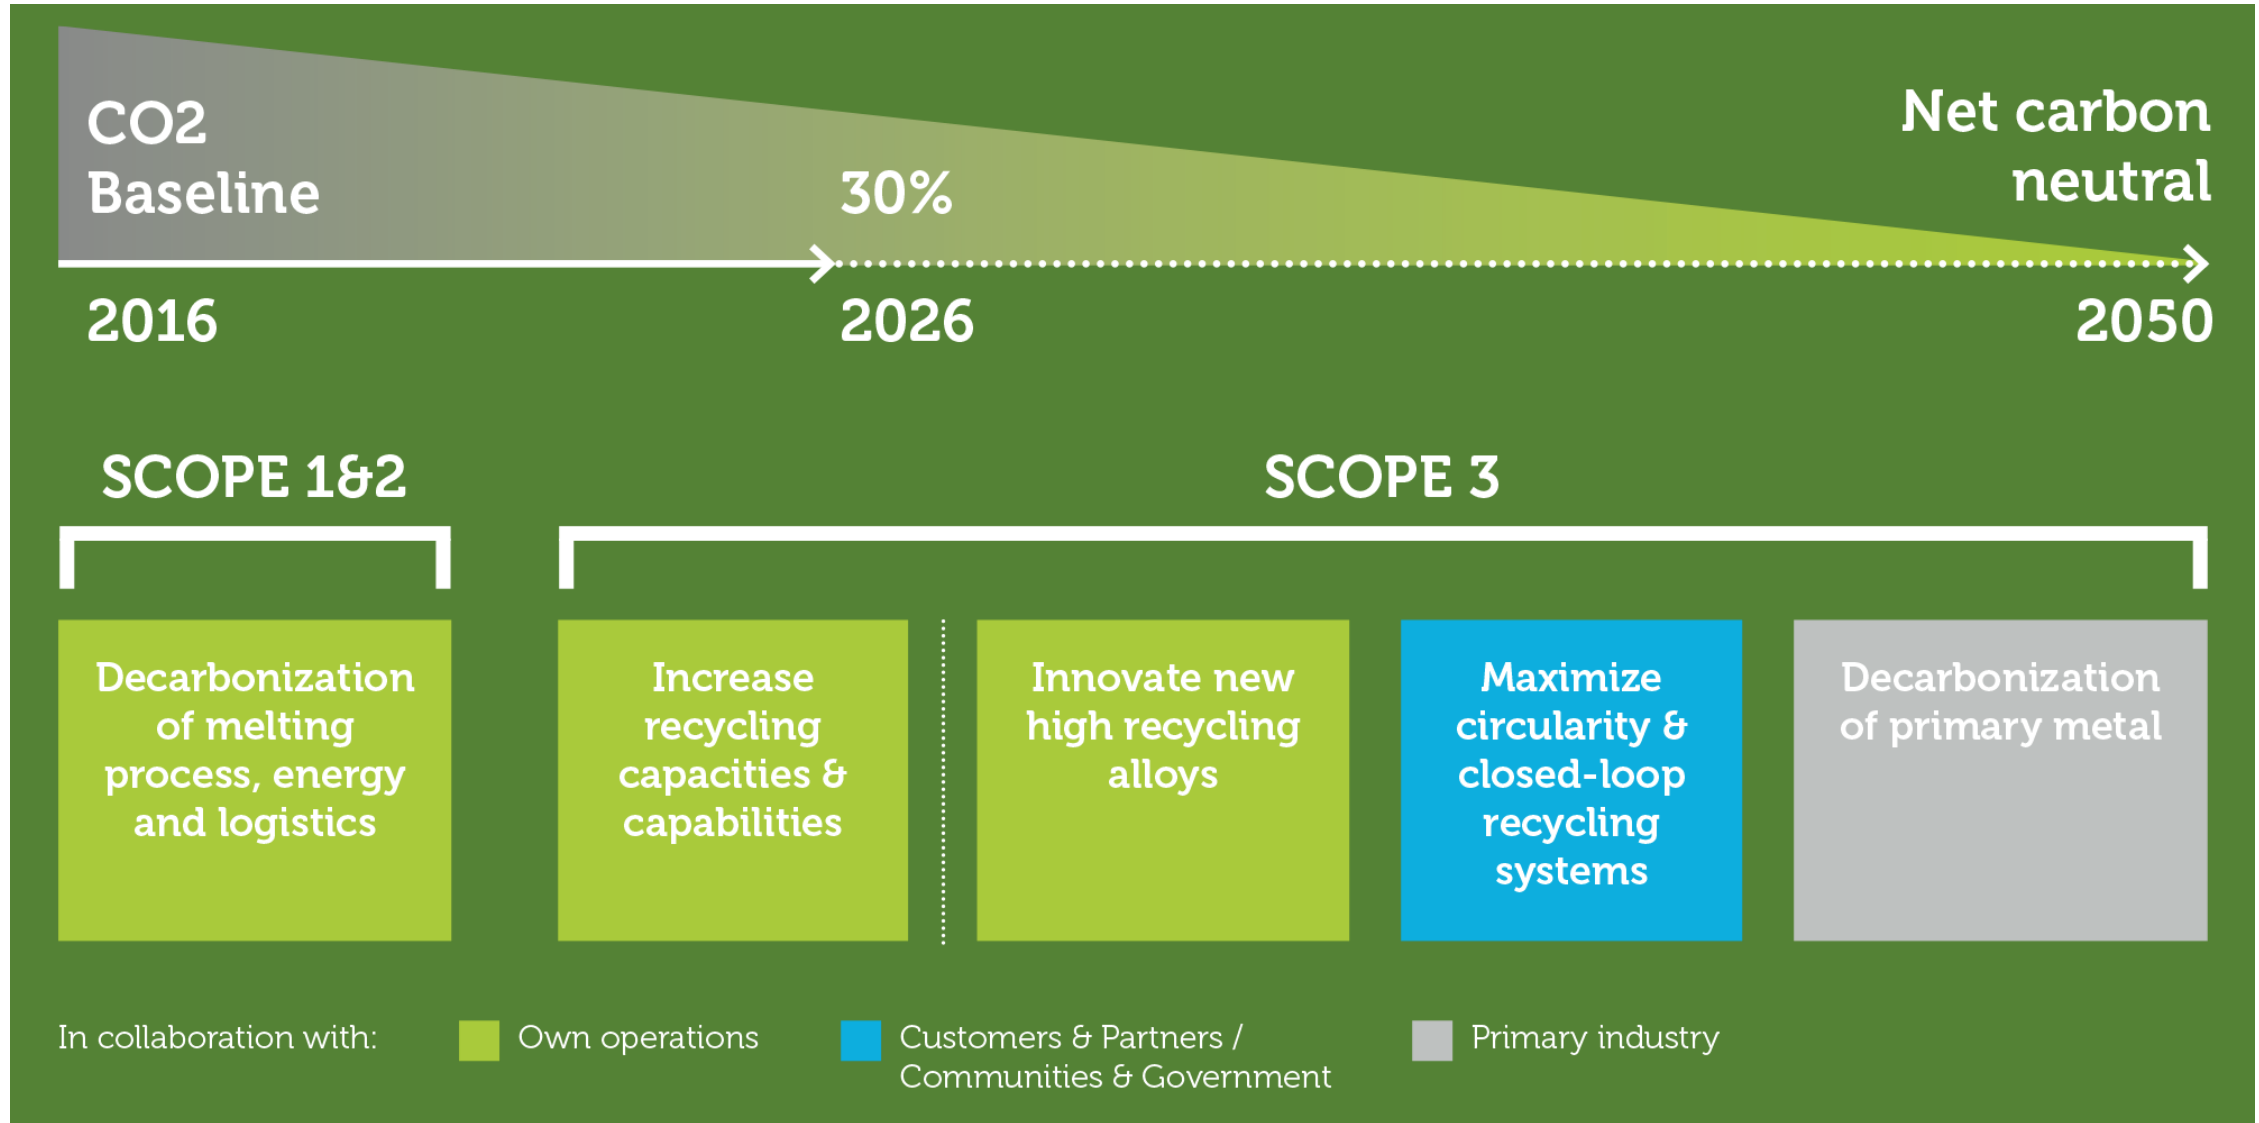 CO2
Baseline
30%
Net carbon
neutral
2016
2026
2050
SCOPE 1&2
SCOPE 3
Decarbonization
of melting
process, energy
and logistics
Increase
recycling
capacities &
capabilities
Innovate new
high recycling
alloys
Maximize
circularity &
closed-loop
recycling
systems
Decarbonization
of primary metal
In collaboration with:
Own operations
Customers & Partners /
Communities & Government
Primary industry